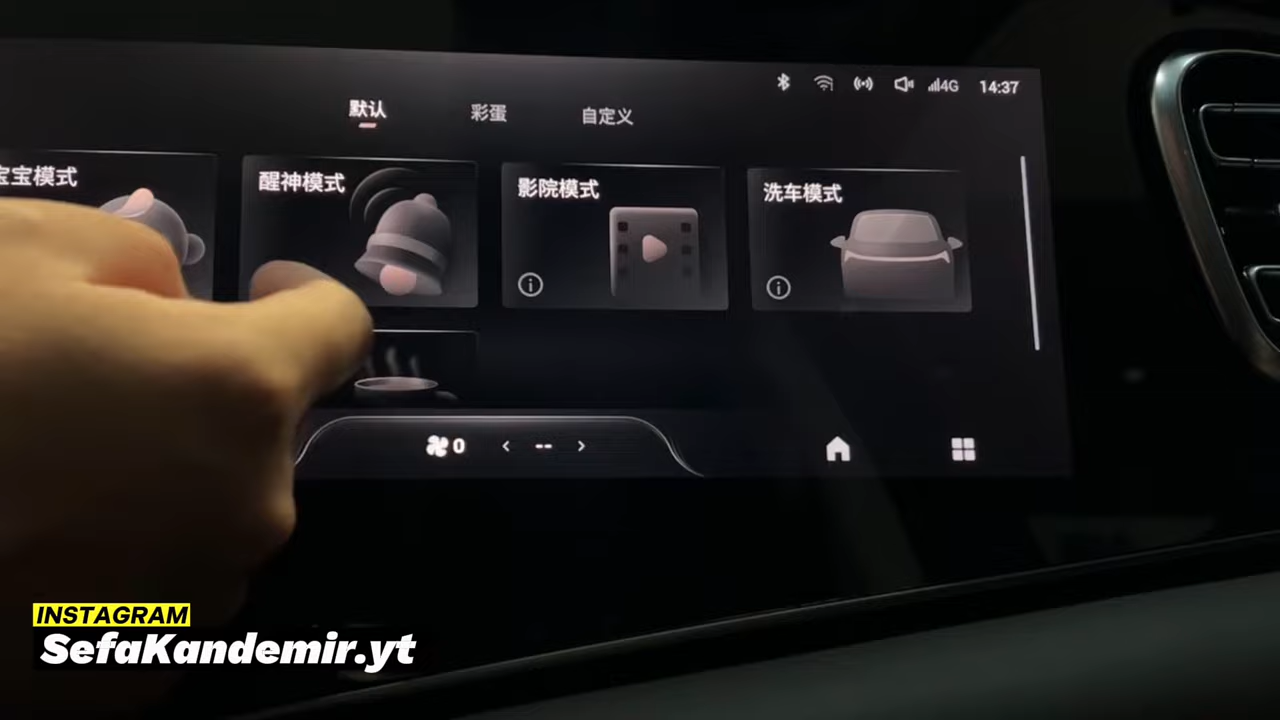 4G 14:37
默认 彩蛋 自定义
宝宝模式 醒神模式 影院模式 洗车模式
0 < -- >
INSTAGRAM
SefaKandemir.yt